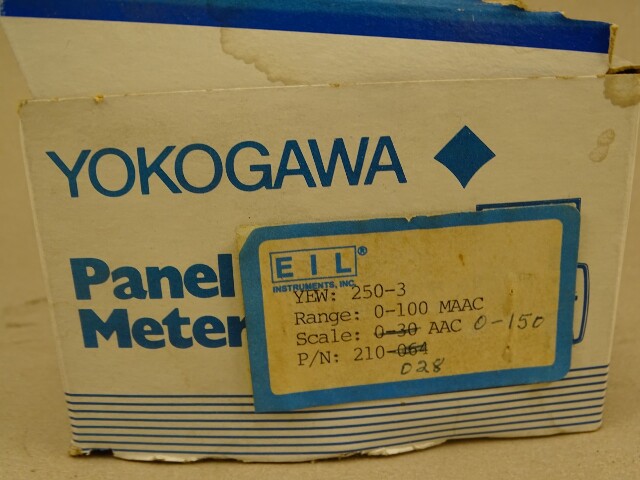 YOKOGAWA
Panel
Meter
EIL®
INSTRUMENTS, INC.
YEW: 250-3
Range: 0-100 MAAC
Scale: 0-30 AAC 0-150
P/N: 210-064
028